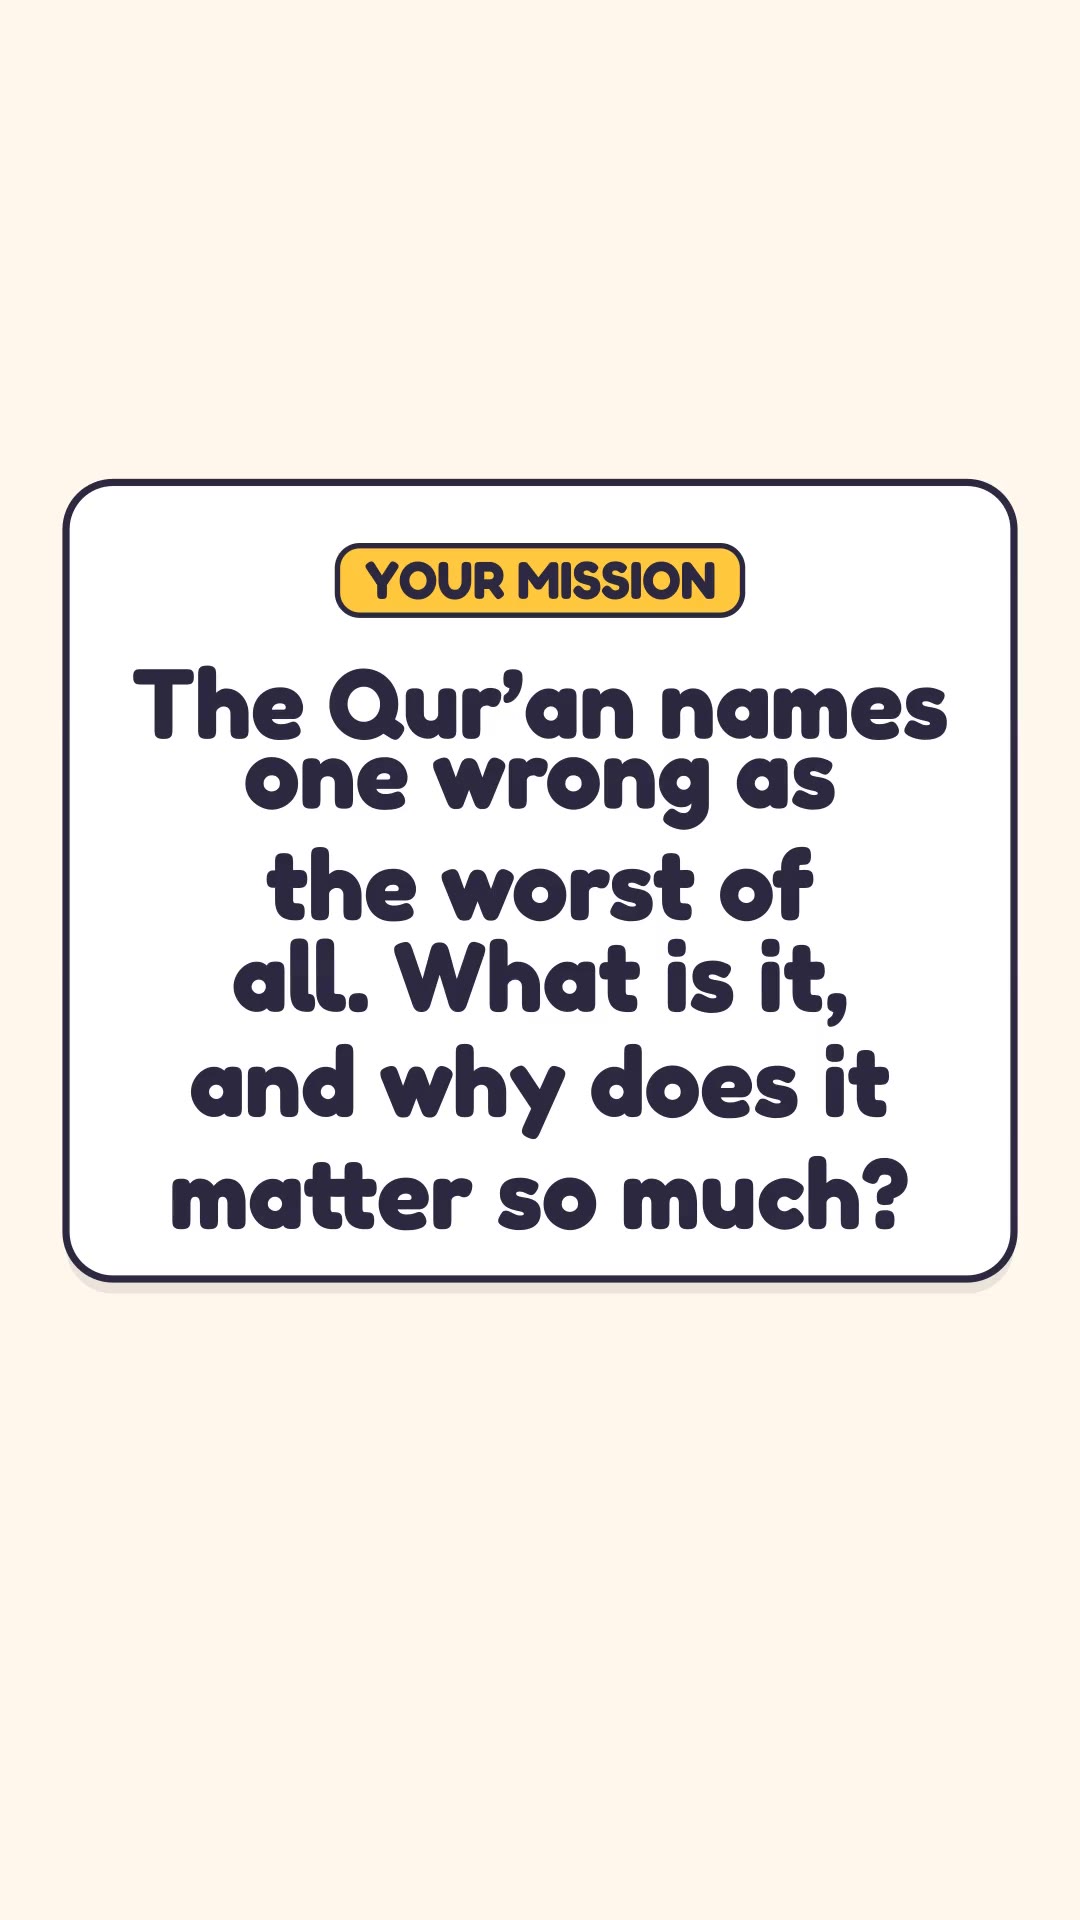 YOUR MISSION
The Qur’an names
one wrong as
the worst of
all. What is it,
and why does it
matter so much?